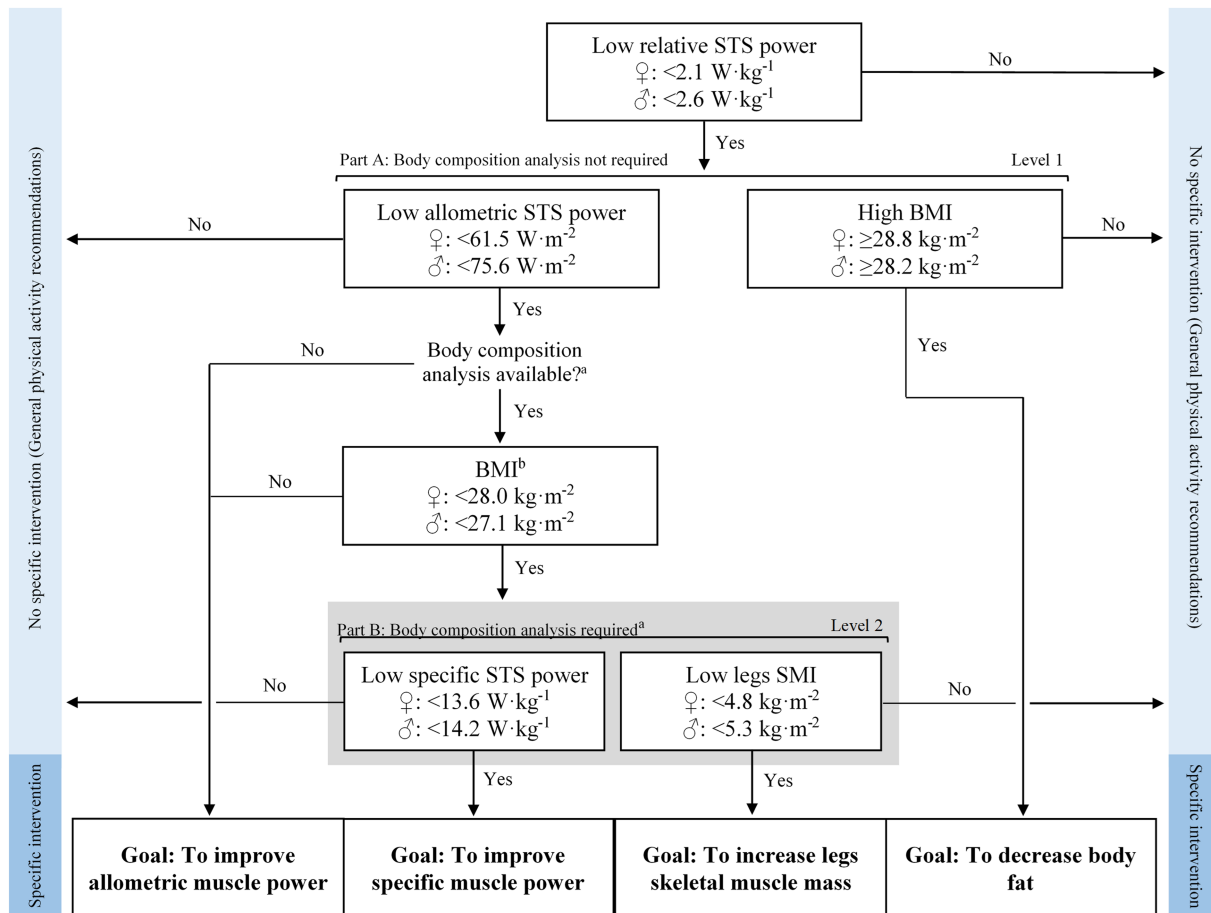 Low relative STS power
♀: <2.1 W·kg⁻¹
♂: <2.6 W·kg⁻¹
No
Yes
Part A: Body composition analysis not required
Level 1
Low allometric STS power
♀: <61.5 W·m⁻²
♂: <75.6 W·m⁻²
No
High BMI
♀: ≥28.8 kg·m⁻²
♂: ≥28.2 kg·m⁻²
No
Yes
Yes
Body composition
analysis available?ᵃ
No
Yes
BMIᵇ
♀: <28.0 kg·m⁻²
♂: <27.1 kg·m⁻²
No
Yes
Part B: Body composition analysis requiredᵃ
Level 2
Low specific STS power
♀: <13.6 W·kg⁻¹
♂: <14.2 W·kg⁻¹
No
Low legs SMI
♀: <4.8 kg·m⁻²
♂: <5.3 kg·m⁻²
No
Yes
Yes
Goal: To improve
allometric muscle power
Goal: To improve
specific muscle power
Goal: To increase legs
skeletal muscle mass
Goal: To decrease body
fat
No specific intervention (General physical activity recommendations)
Specific intervention
No specific intervention (General physical activity recommendations)
Specific intervention